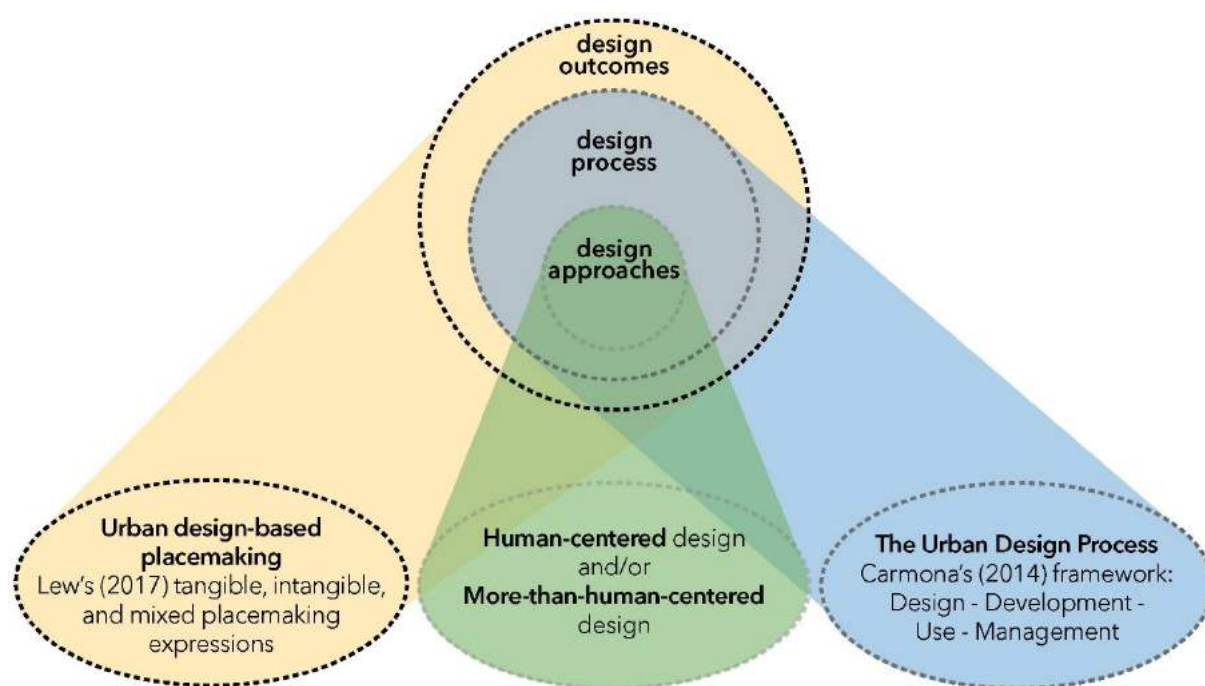 design
outcomes
design
process
design
approaches
Urban design-based
placemaking
Lew's (2017) tangible, intangible,
and mixed placemaking
expressions
Human-centered design
and/or
More-than-human-centered
design
The Urban Design Process
Carmona's (2014) framework:
Design - Development -
Use - Management